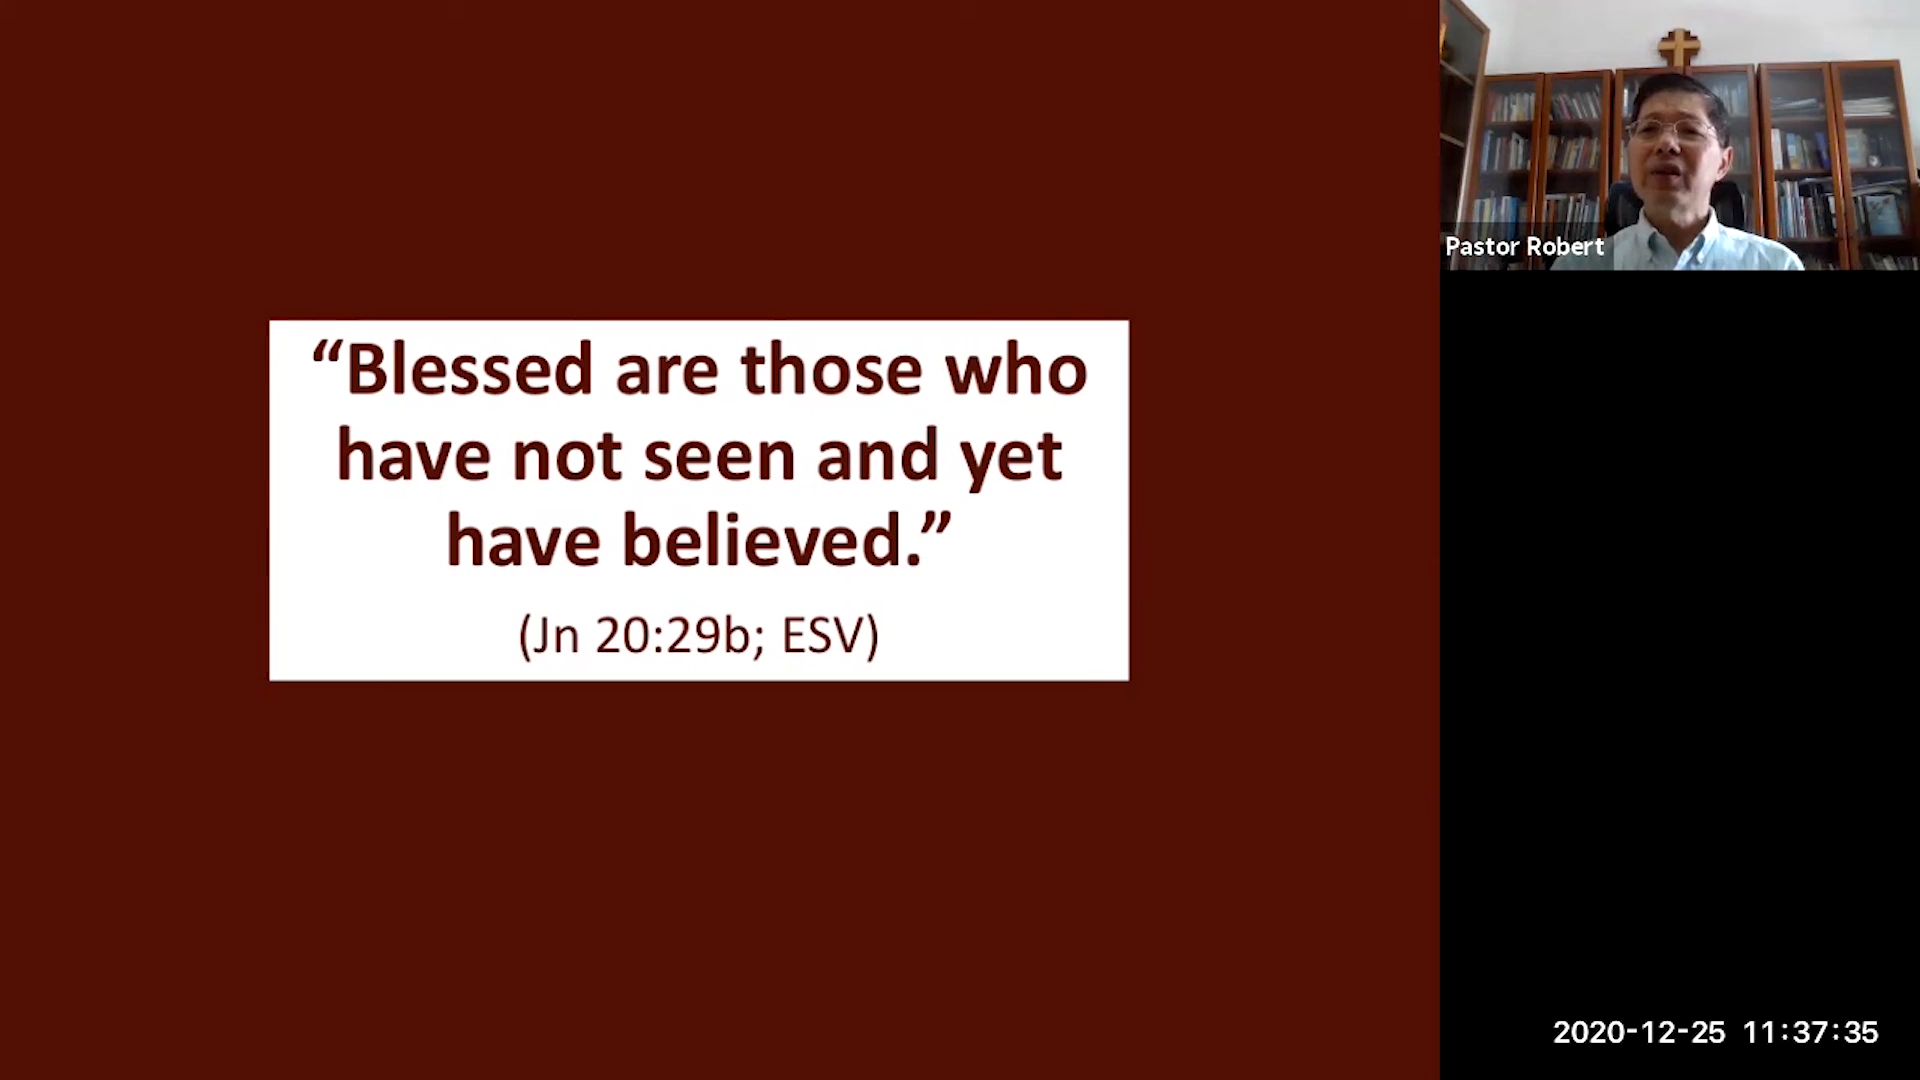 “Blessed are those who
have not seen and yet
have believed.”
(Jn 20:29b; ESV)
Pastor Robert
2020-12-25 11:37:35